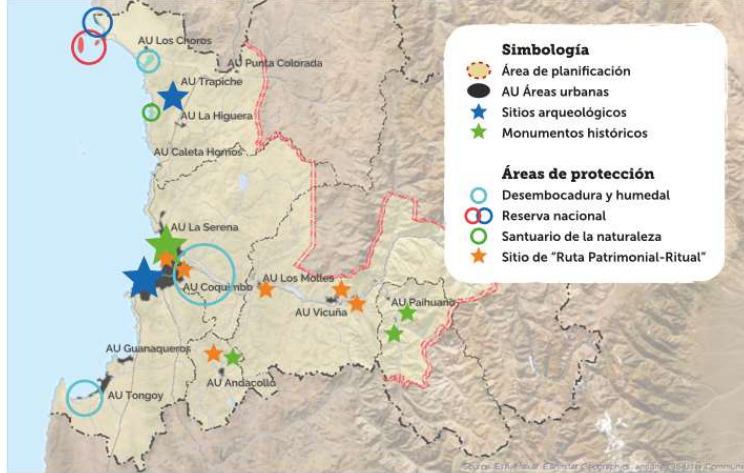 AU Los Choros
AU Punta Colorada
AU Trapiche
AU La Higuera
AU Caleta Hornos
AU La Serena
AU Coquimbo
AU Los Molles
AU Vicuña
AU Paihuano
AU Guanaqueros
AU Andacollo
AU Tongoy
Simbología
Área de planificación
AU Áreas urbanas
Sitios arqueológicos
Monumentos históricos
Áreas de protección
Desembocadura y humedal
Reserva nacional
Santuario de la naturaleza
Sitio de "Ruta Patrimonial-Ritual"